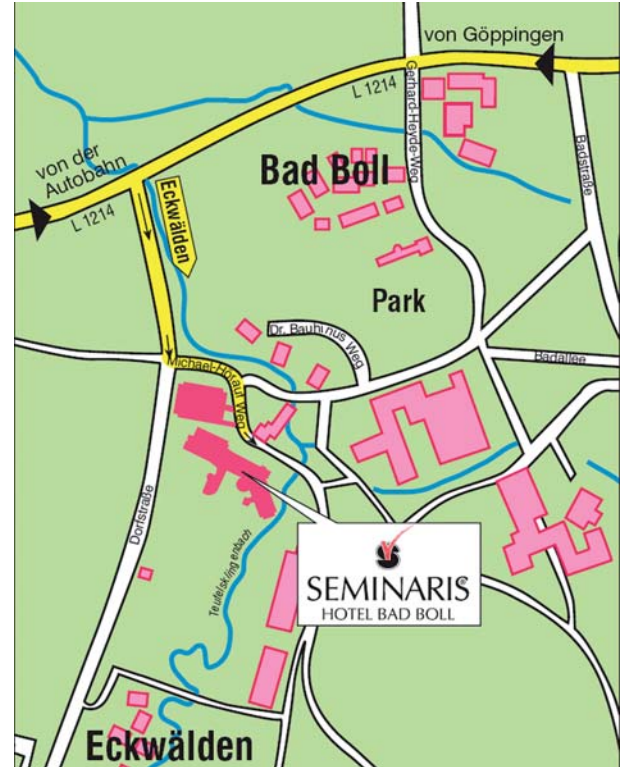 von Göppingen
L 1214
Gerhard-Heyde-Weg
Badstraße
von der
Autobahn
L 1214
Eckwälden
Bad Boll
Park
Dr. Bauhinus Weg
Badallee
Michael-Hörauf Weg
Dorfstraße
Teufelsklingenbach
SEMINARIS
HOTEL BAD BOLL
Eckwälden